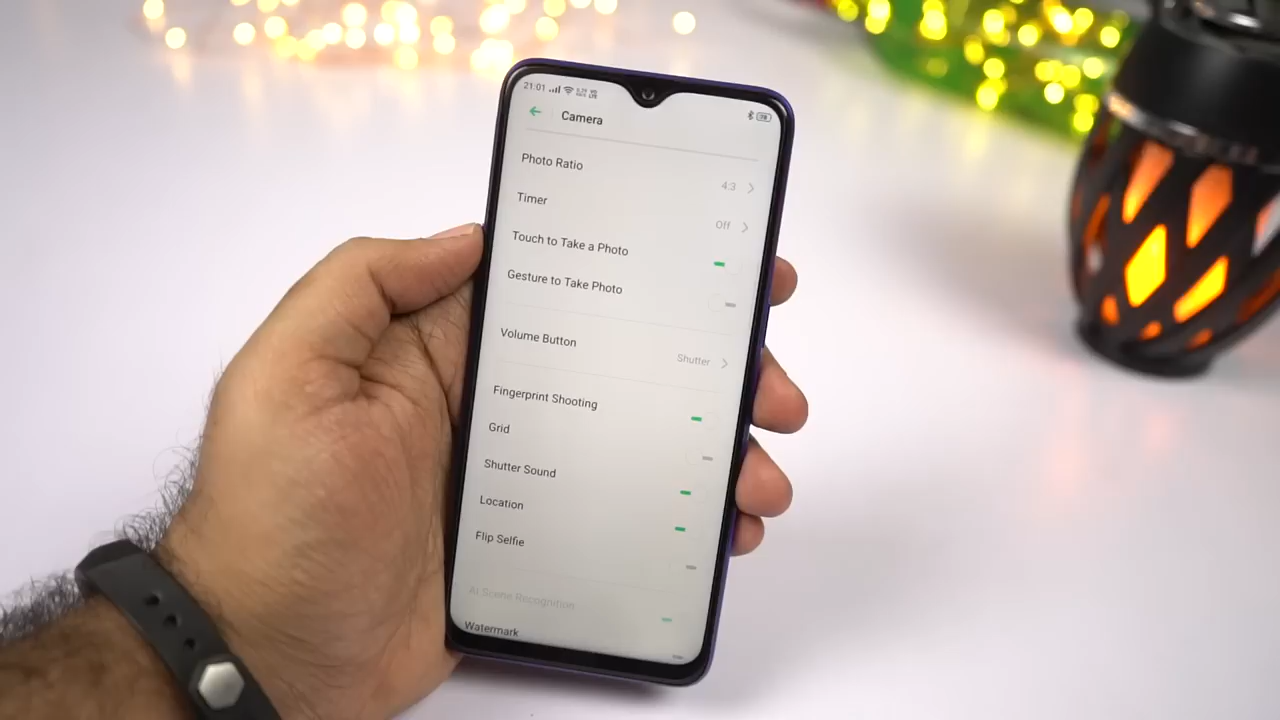 21:01
Camera
Photo Ratio
4:3
Timer
Off
Touch to Take a Photo
Gesture to Take Photo
Volume Button
Shutter
Fingerprint Shooting
Grid
Shutter Sound
Location
Flip Selfie
AI Scene Recognition
Watermark